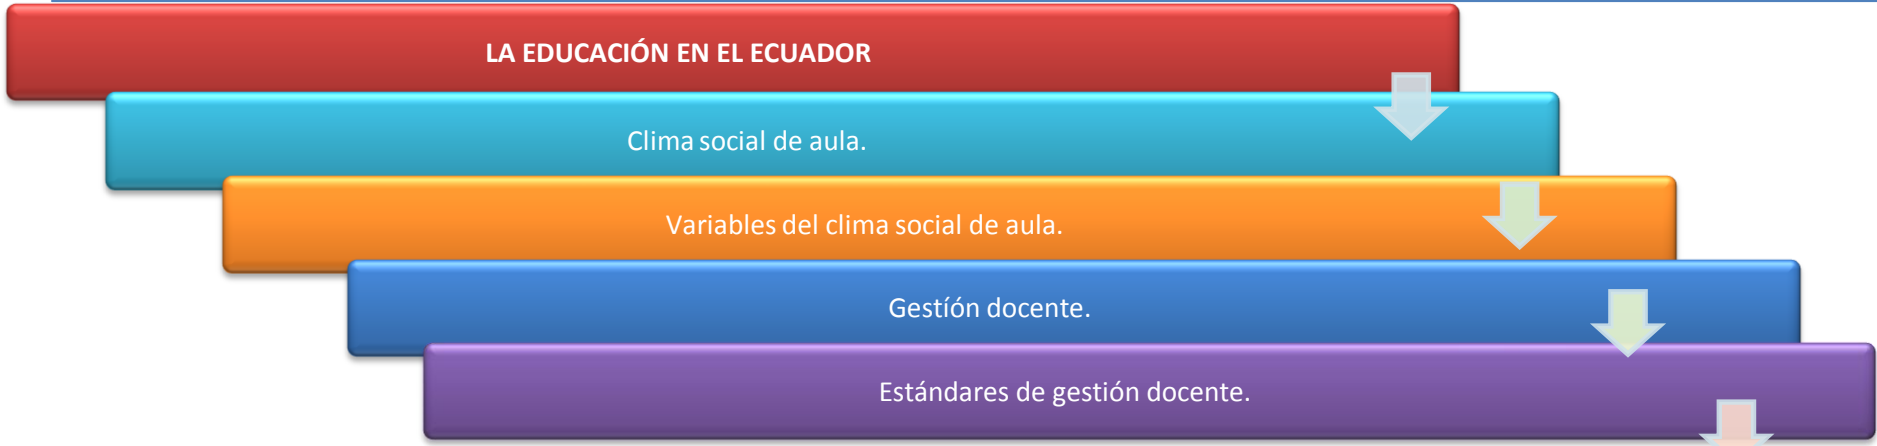 LA EDUCACIÓN EN EL ECUADOR
Clima social de aula.
Variables del clima social de aula.
Gestíón docente.
Estándares de gestión docente.